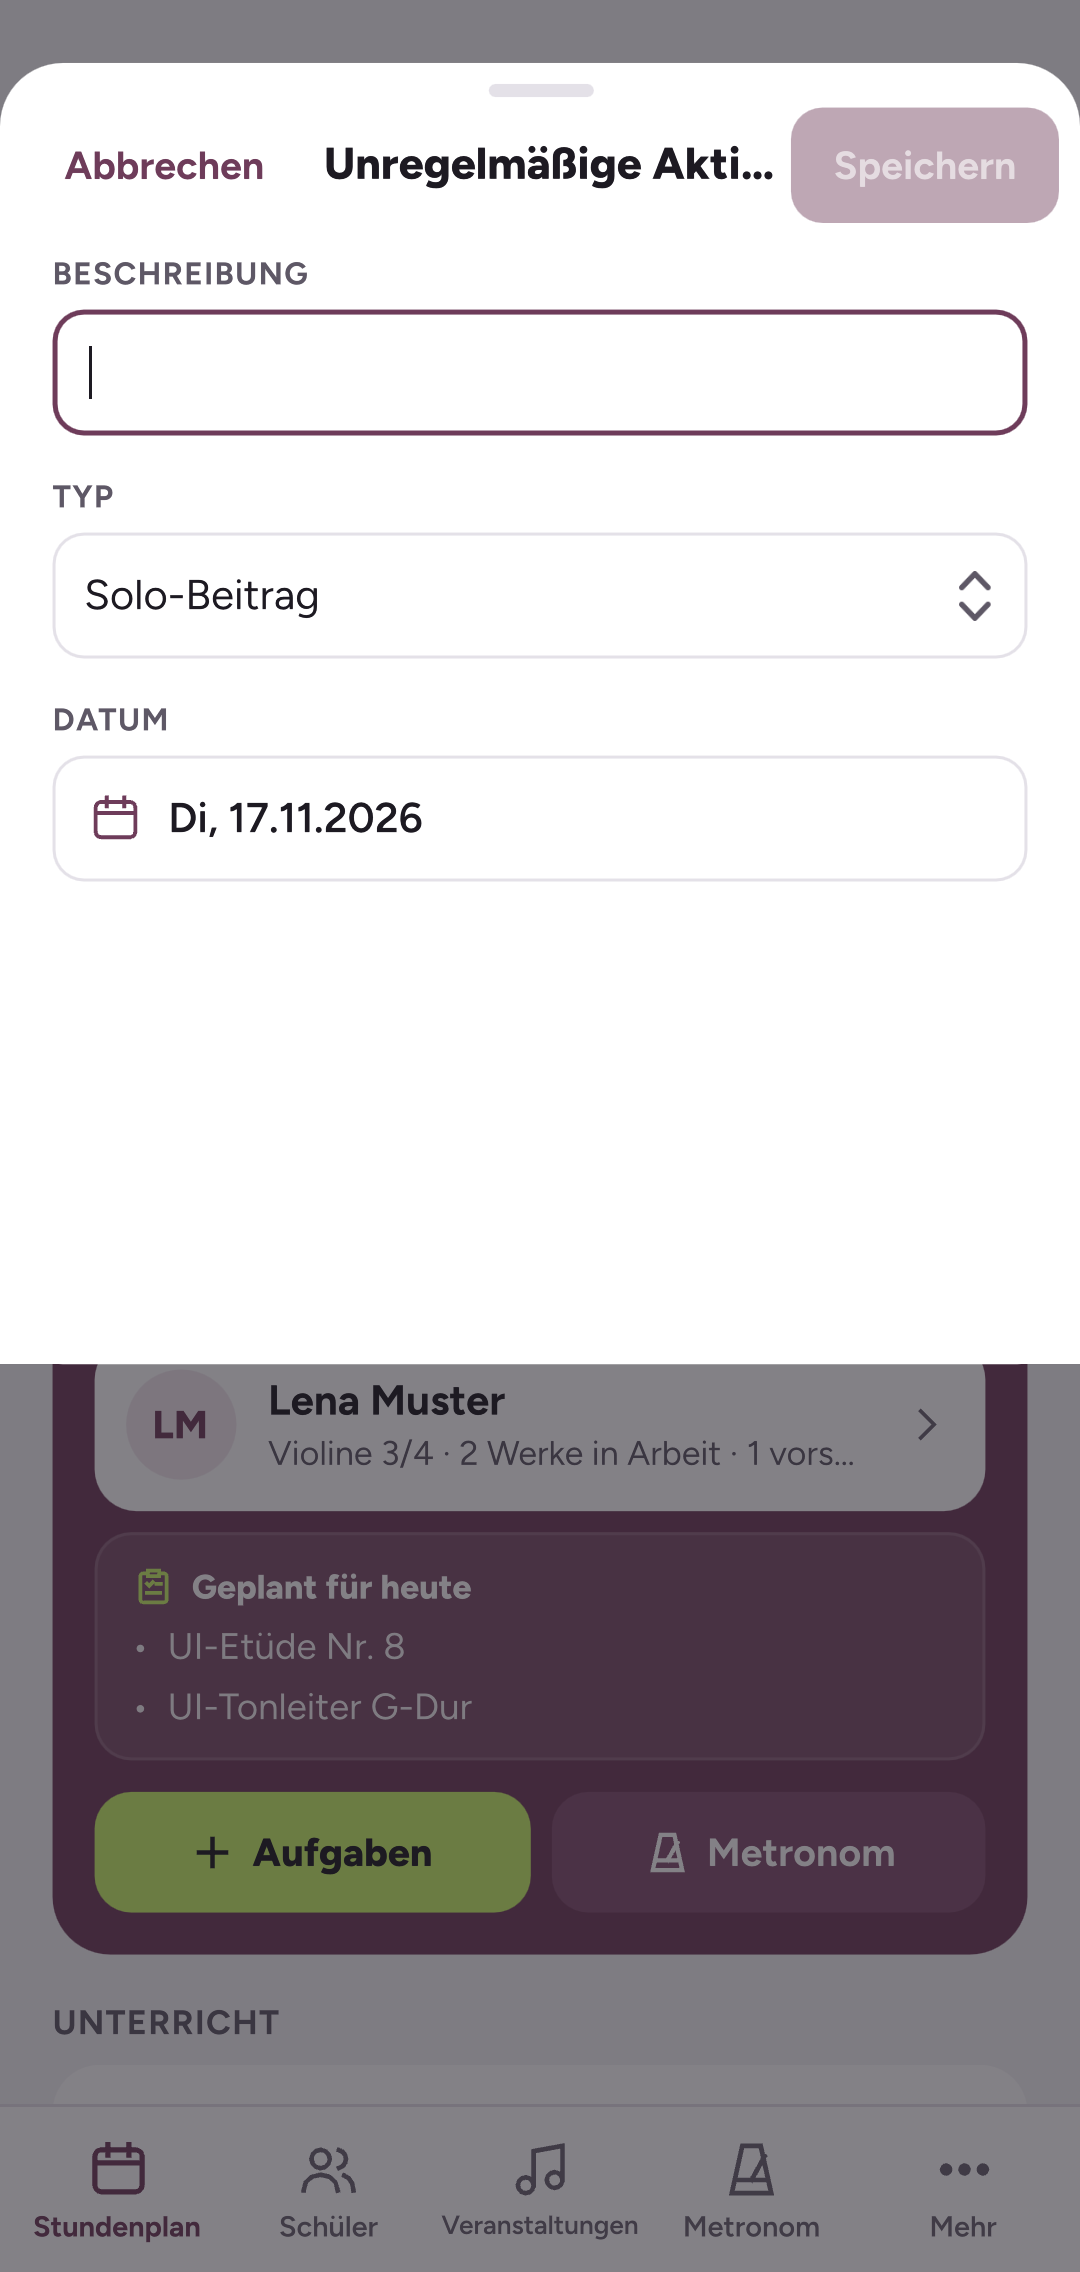 Abbrechen
Unregelmäßige Akti...
Speichern
BESCHREIBUNG
TYP
Solo-Beitrag
DATUM
Di, 17.11.2026
LM
Lena Muster
Violine 3/4 · 2 Werke in Arbeit · 1 vors...
Geplant für heute
• UI-Etüde Nr. 8
• UI-Tonleiter G-Dur
+ Aufgaben
Metronom
UNTERRICHT
Stundenplan
Schüler
Veranstaltungen
Metronom
Mehr